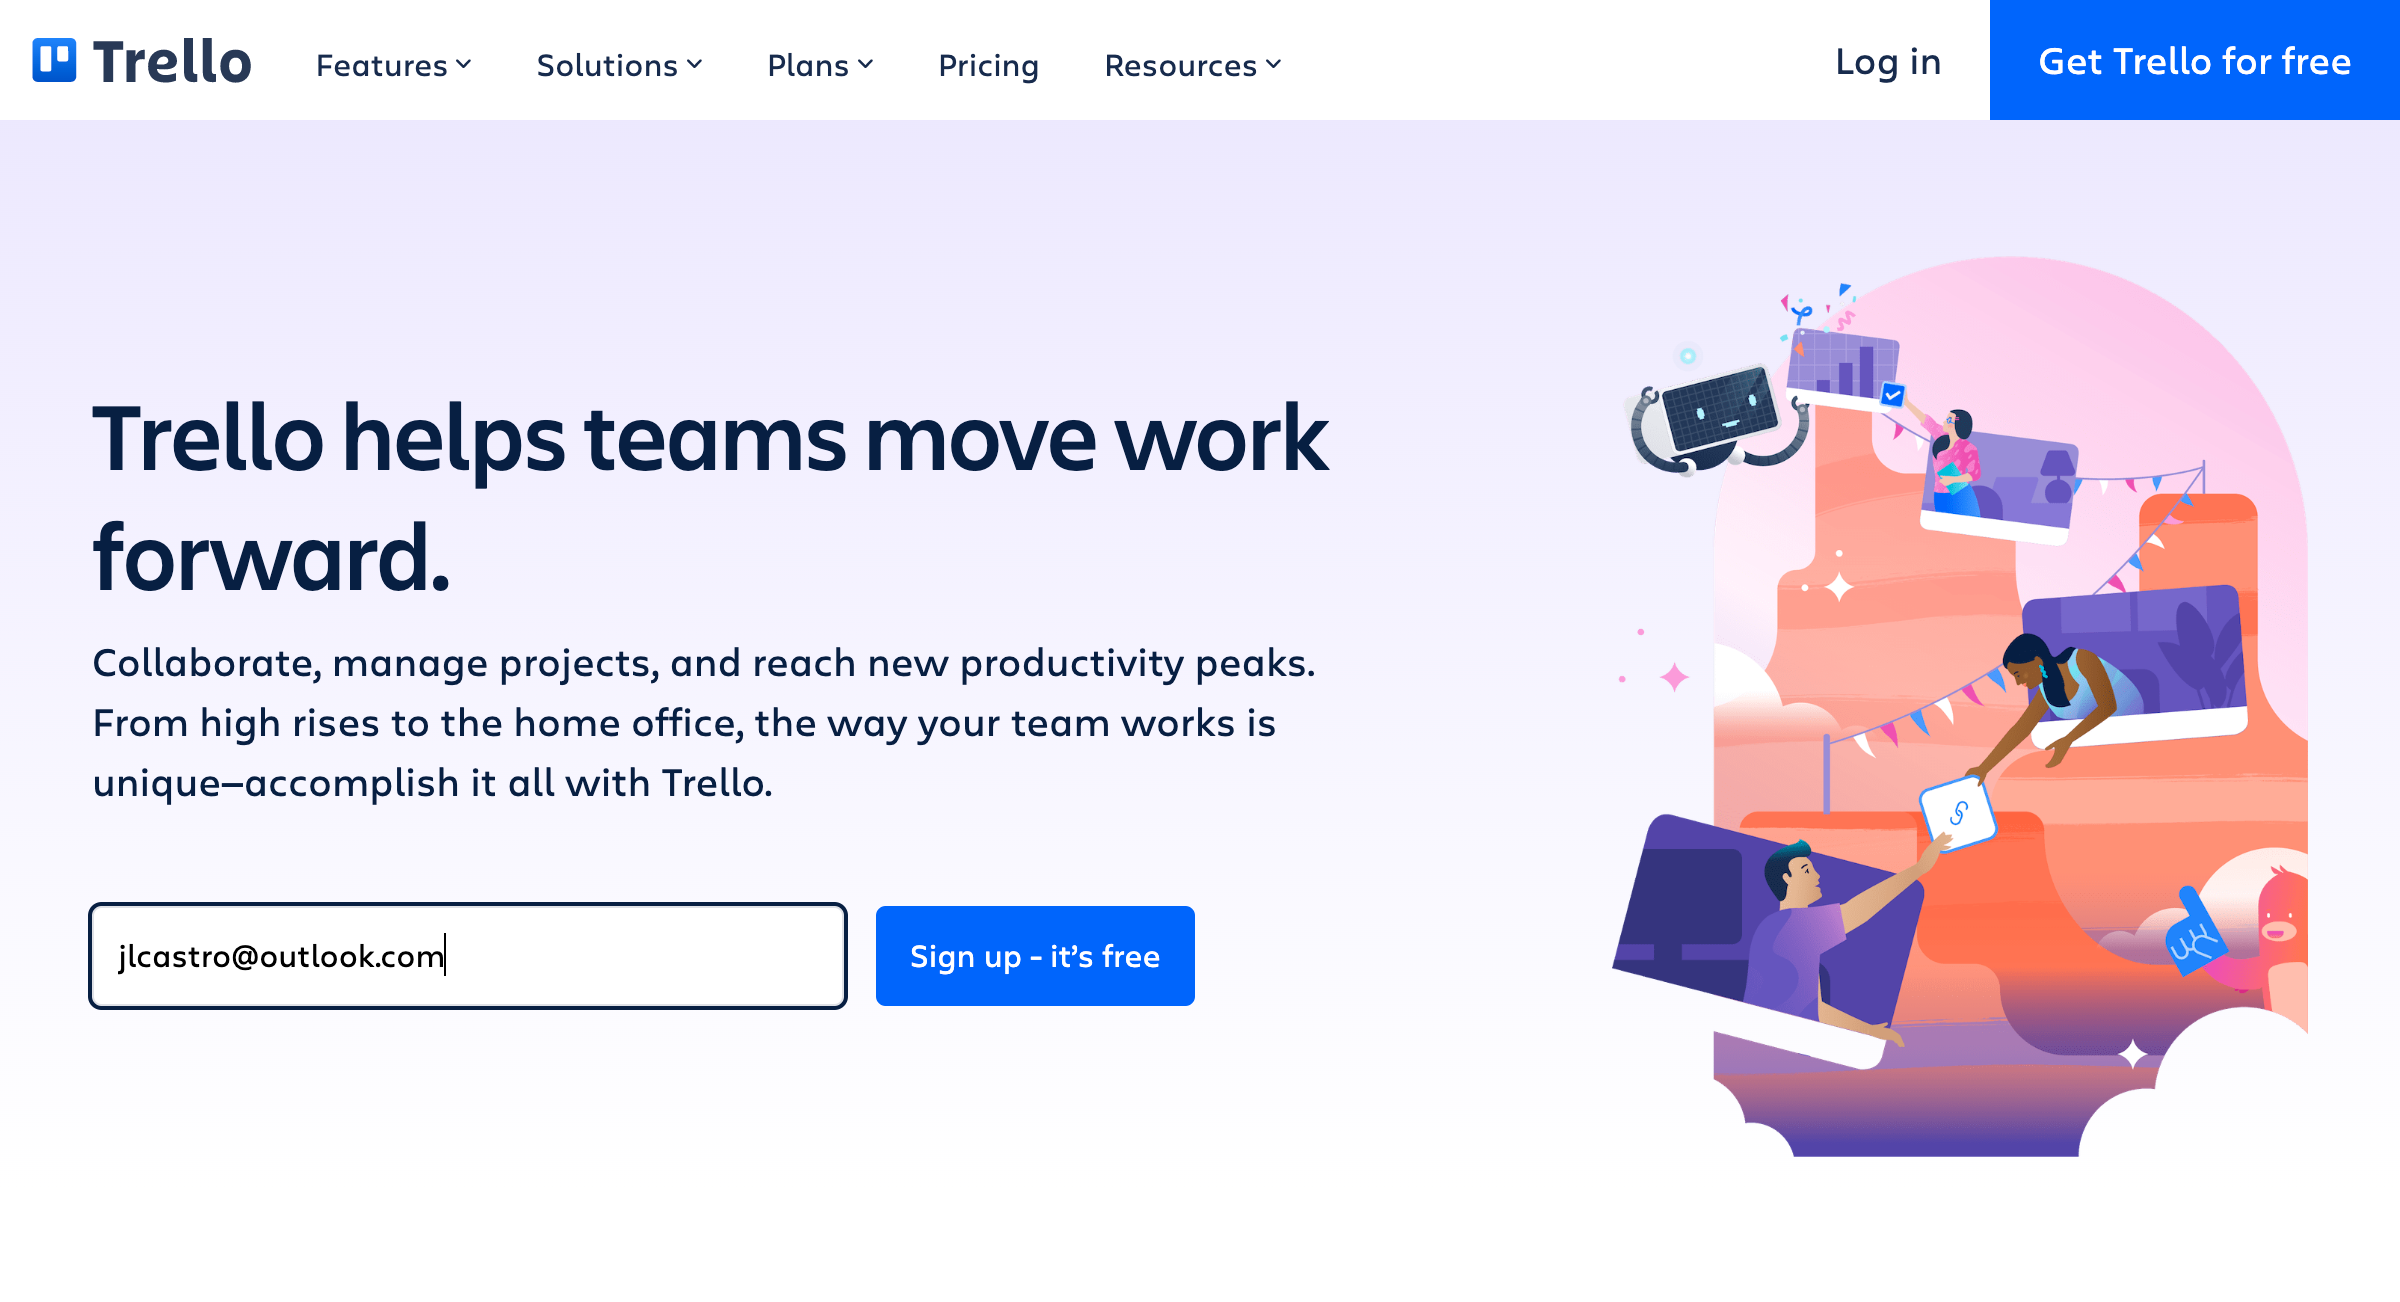 Trello Features Solutions Plans Pricing Resources Log in Get Trello for free
Trello helps teams move work
forward.
Collaborate, manage projects, and reach new productivity peaks.
From high rises to the home office, the way your team works is
unique—accomplish it all with Trello.
jlcastro@outlook.com Sign up - it’s free